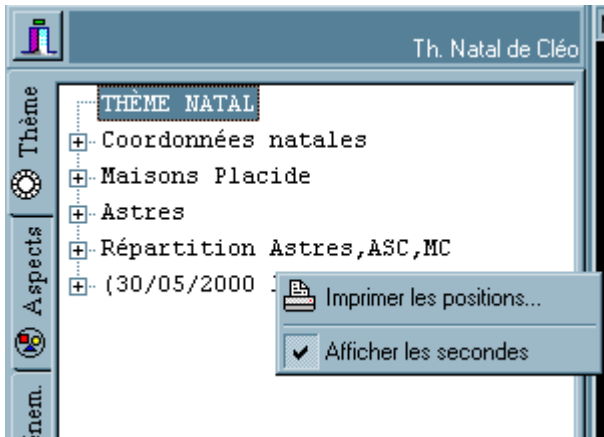 Th. Natal de Cléo
Thème
Aspects
THÈME NATAL
Coordonnées natales
Maisons Placide
Astres
Répartition Astres,ASC,MC
(30/05/2000
Imprimer les positions...
Afficher les secondes